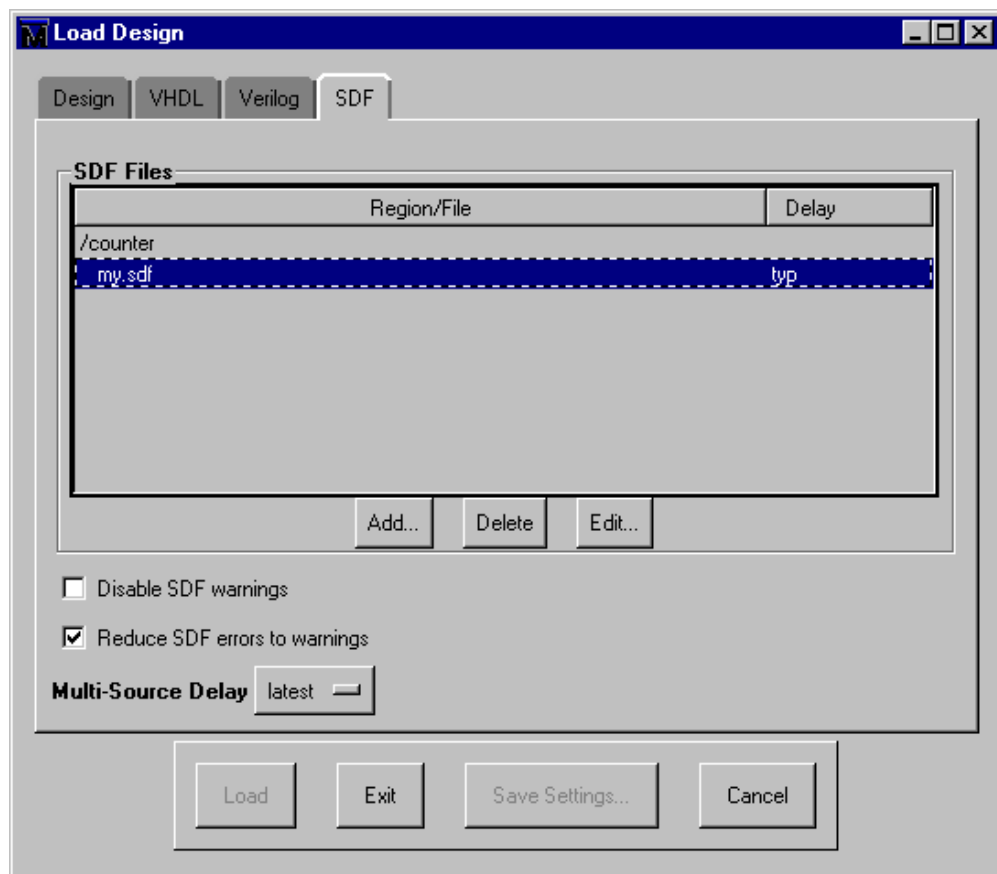 Load Design
Design VHDL Verilog SDF
SDF Files
Region/File Delay
/counter
my.sdf typ
Add... Delete Edit...
Disable SDF warnings
Reduce SDF errors to warnings
Multi-Source Delay latest
Load Exit Save Settings... Cancel